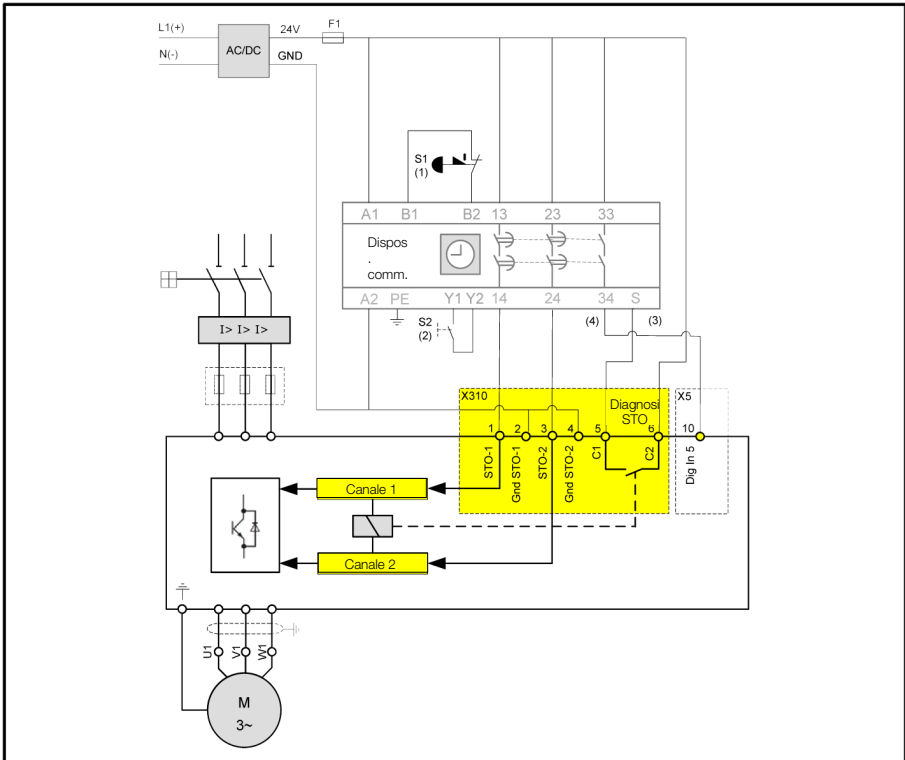 L1(+) 24V F1
N(-) AC/DC GND
S1
(1)
A1 B1 B2 13 23 33
Dispos
.
comm.
A2 PE Y1 Y2 14 24 34 S
S2
(2)
(4) (3)
I> I> I>
X310
Diagnosi
STO
X5
1 2 3 4 5 6 10
STO-1
Gnd STO-1
STO-2
Gnd STO-2
C1
C2
Dig In 5
Canale 1
Canale 2
U1
V1
W1
M
3~